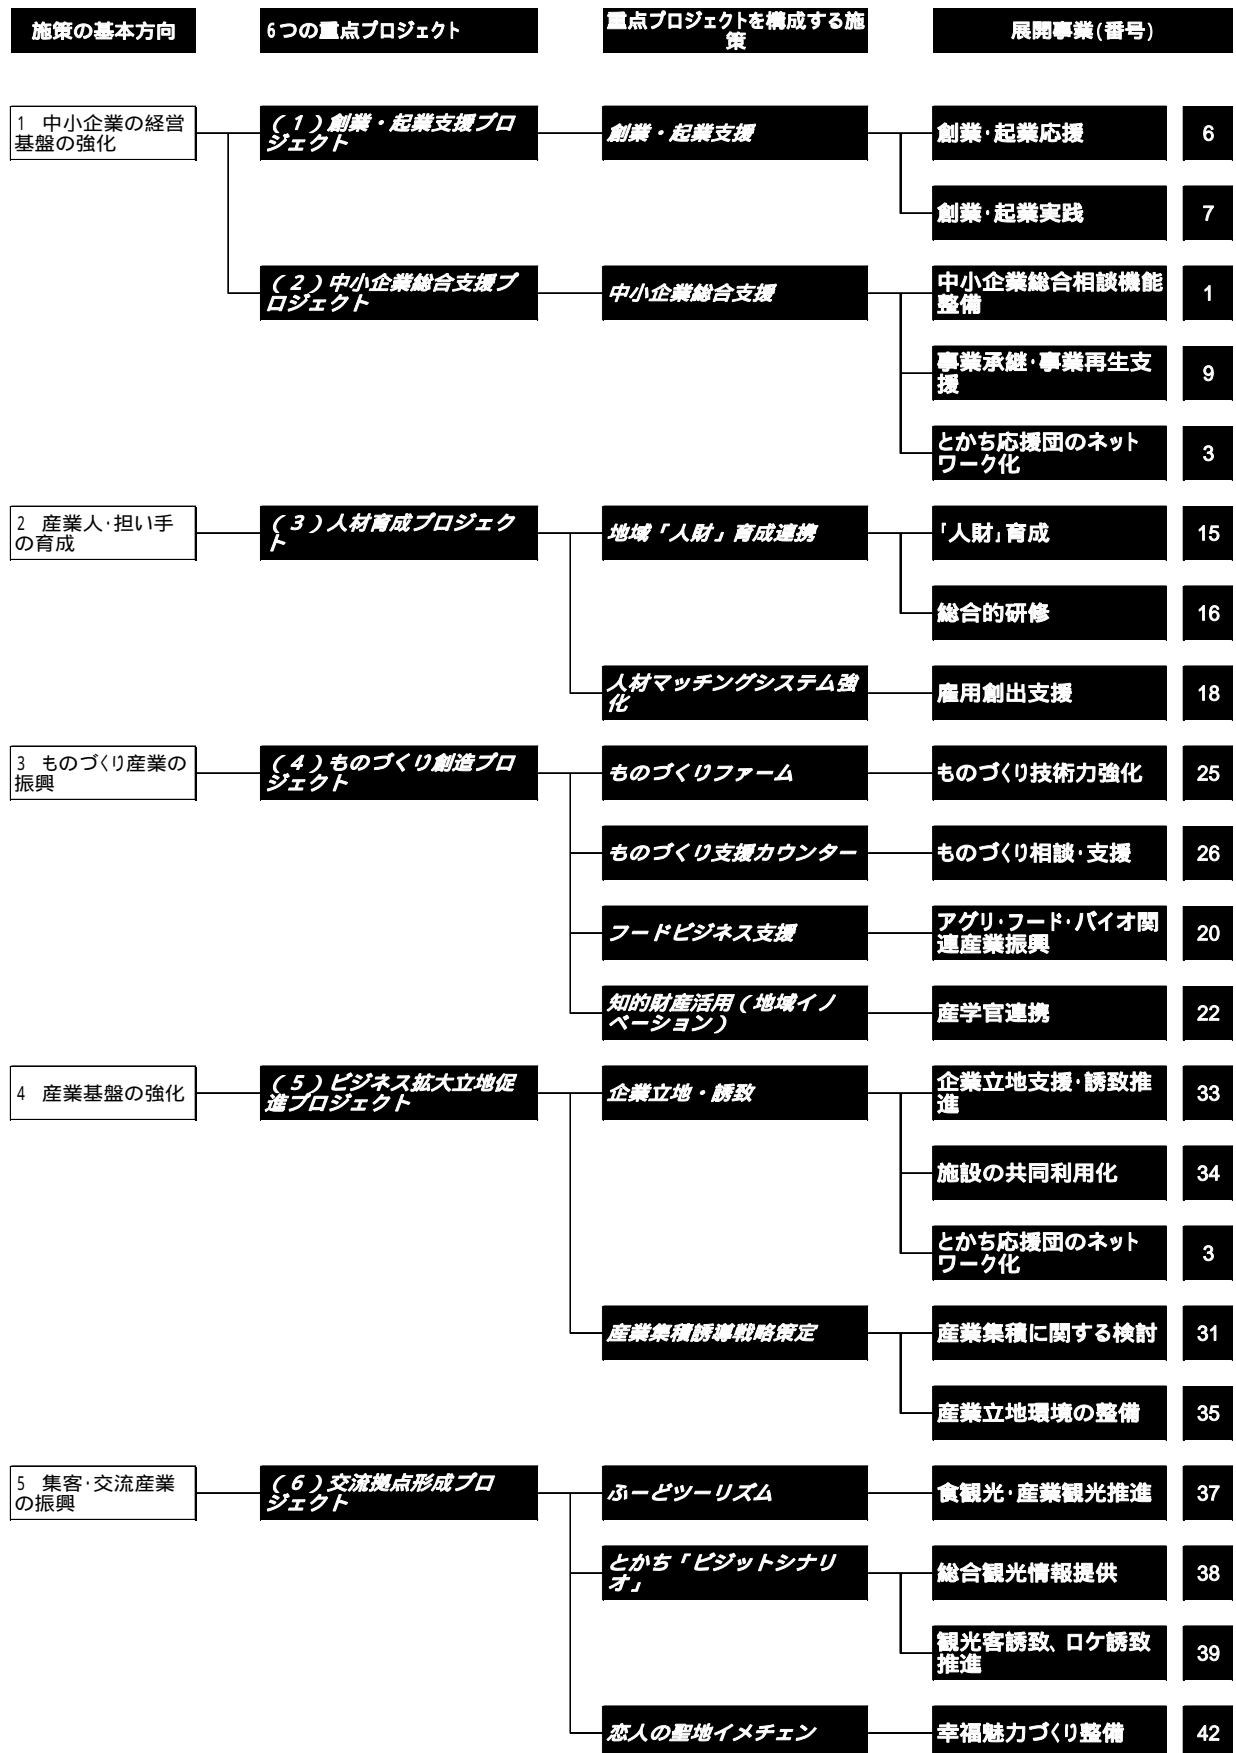 施策の基本方向
6つの重点プロジェクト
重点プロジェクトを構成する施
策
展開事業(番号)
1 中小企業の経営
基盤の強化
(1)創業・起業支援プロ
ジェクト
創業・起業支援
創業・起業応援
6
創業・起業実践
7
(2)中小企業総合支援プ
ロジェクト
中小企業総合支援
中小企業総合相談機能
整備
1
事業承継・事業再生支
援
9
とかち応援団のネット
ワーク化
3
2 産業人・担い手
の育成
(3)人材育成プロジェク
ト
地域「人財」育成連携
「人財」育成
15
総合的研修
16
人材マッチングシステム強
化
雇用創出支援
18
3 ものづくり産業の
振興
(4)ものづくり創造プロ
ジェクト
ものづくりファーム
ものづくり技術力強化
25
ものづくり支援カウンター
ものづくり相談・支援
26
フードビジネス支援
アグリ・フード・バイオ関
連産業振興
20
知的財産活用(地域イノ
ベーション)
産学官連携
22
4 産業基盤の強化
(5)ビジネス拡大立地促
進プロジェクト
企業立地・誘致
企業立地支援・誘致推
進
33
施設の共同利用化
34
とかち応援団のネット
ワーク化
3
産業集積誘導戦略策定
産業集積に関する検討
31
産業立地環境の整備
35
5 集客・交流産業
の振興
(6)交流拠点形成プロ
ジェクト
ふーどツーリズム
食観光・産業観光推進
37
とかち「ビジットシナリ
オ」
総合観光情報提供
38
観光客誘致、ロケ誘致
推進
39
恋人の聖地イメチェン
幸福魅力づくり整備
42